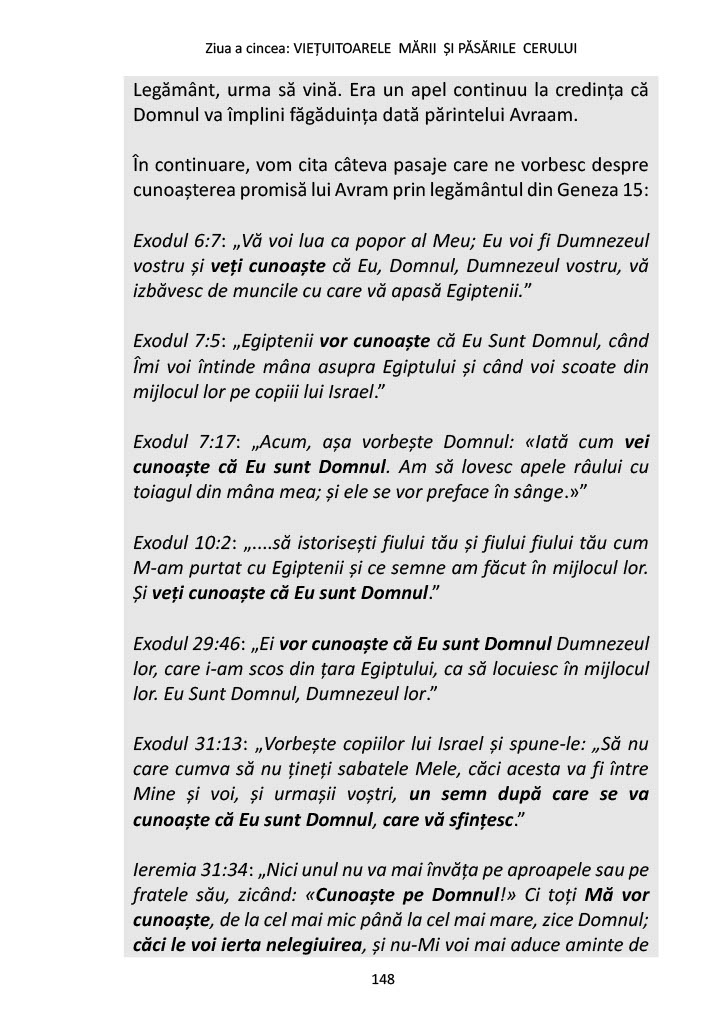 Ziua a cincea: VIEȚUITOARELE MĂRII ȘI PĂSĂRILE CERULUI
Legământ, urma să vină. Era un apel continuu la credința că
Domnul va împlini făgăduința dată părintelui Avraam.
În continuare, vom cita câteva pasaje care ne vorbesc despre
cunoașterea promisă lui Avram prin legământul din Geneza 15:
Exodul 6:7: „Vă voi lua ca popor al Meu; Eu voi fi Dumnezeul
vostru și veți cunoaște că Eu, Domnul, Dumnezeul vostru, vă
izbăvesc de muncile cu care vă apasă Egiptenii.”
Exodul 7:5: „Egiptenii vor cunoaște că Eu Sunt Domnul, când
Îmi voi întinde mâna asupra Egiptului și când voi scoate din
mijlocul lor pe copiii lui Israel.”
Exodul 7:17: „Acum, așa vorbește Domnul: «Iată cum vei
cunoaște că Eu sunt Domnul. Am să lovesc apele râului cu
toiagul din mâna mea; și ele se vor preface în sânge.»”
Exodul 10:2: „....să istorisești fiului tău și fiului fiului tău cum
M-am purtat cu Egiptenii și ce semne am făcut în mijlocul lor.
Și veți cunoaște că Eu sunt Domnul.”
Exodul 29:46: „Ei vor cunoaște că Eu sunt Domnul Dumnezeul
lor, care i-am scos din țara Egiptului, ca să locuiesc în mijlocul
lor. Eu Sunt Domnul, Dumnezeul lor.”
Exodul 31:13: „Vorbește copiilor lui Israel și spune-le: „Să nu
care cumva să nu țineți sabatele Mele, căci acesta va fi între
Mine și voi, și urmașii voștri, un semn după care se va
cunoaște că Eu sunt Domnul, care vă sfințesc.”
Ieremia 31:34: „Nici unul nu va mai învăța pe aproapele sau pe
fratele său, zicând: «Cunoaște pe Domnul!» Ci toți Mă vor
cunoaște, de la cel mai mic până la cel mai mare, zice Domnul;
căci le voi ierta nelegiuirea, și nu-Mi voi mai aduce aminte de
148